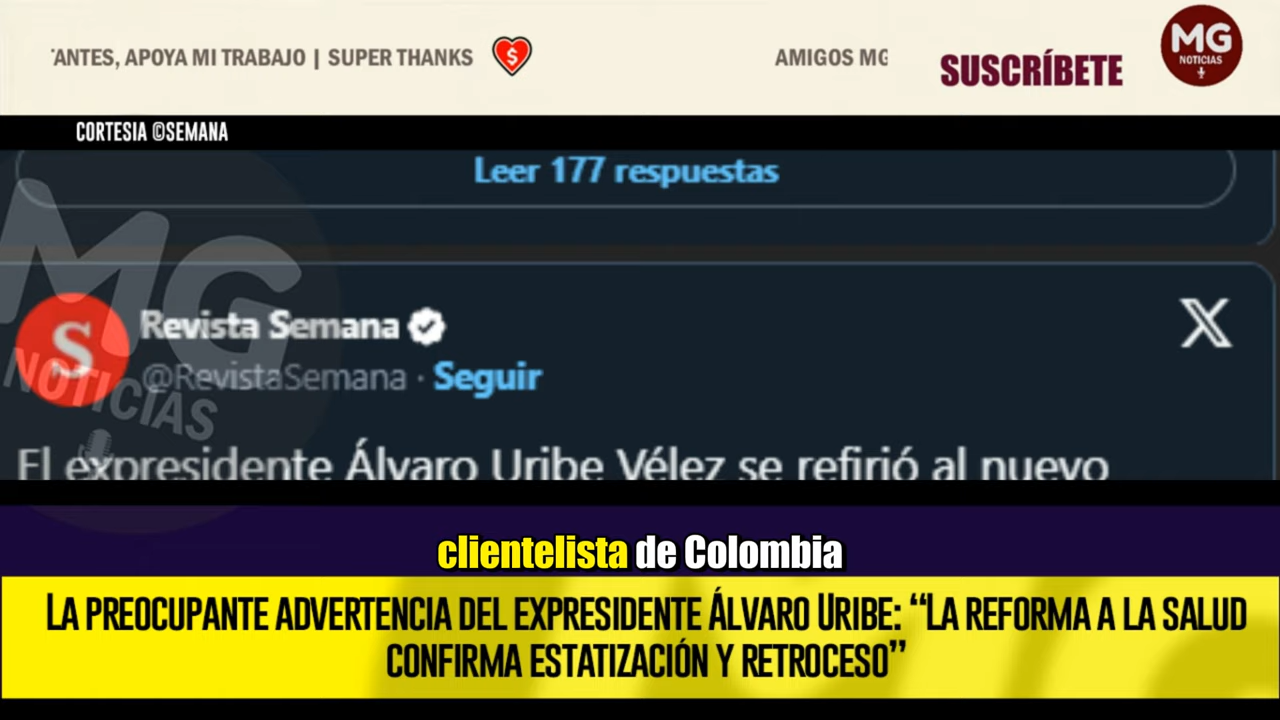 'ANTES, APOYA MI TRABAJO | SUPER THANKS
AMIGOS MG
SUSCRÍBETE
MG
NOTICIAS
CORTESIA ©SEMANA
Leer 177 respuestas
MG
NOTICIAS
S
Revista Semana
@RevistaSemana · Seguir
El expresidente Álvaro Uribe Vélez se refirió al nuevo
clientelista de Colombia
LA PREOCUPANTE ADVERTENCIA DEL EXPRESIDENTE ÁLVARO URIBE: “LA REFORMA A LA SALUD
CONFIRMA ESTATIZACIÓN Y RETROCESO”